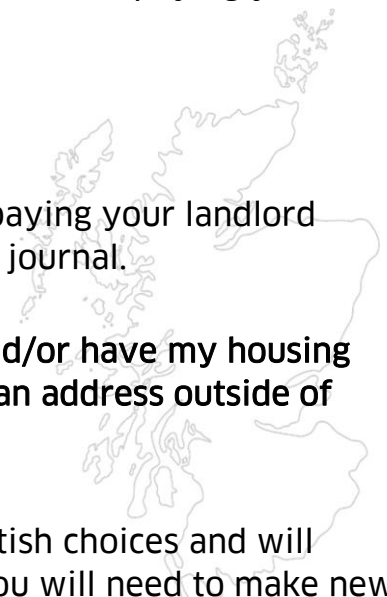 paying your landlord
journal.
d/or have my housing
an address outside of
tish choices and will
ou will need to make new